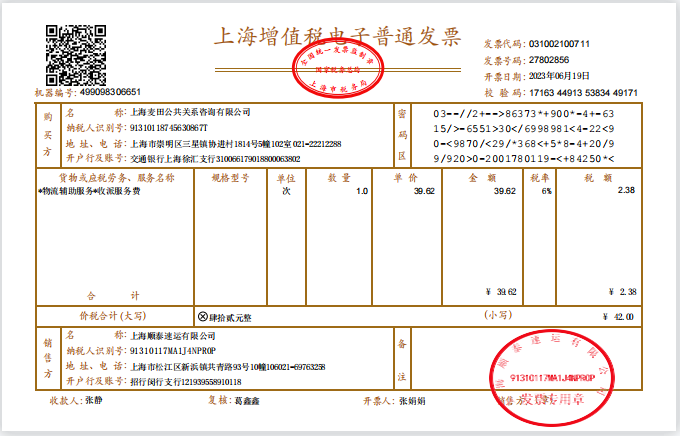 上海增值税电子普通发票
全国统一发票监制章
国家税务总局
上海市税务局
发票代码: 031002100711
发票号码: 27802856
开票日期: 2023年06月19日
校 验 码: 17163 44913 53834 49171
机器编号: 499098306651
购买方
名 称: 上海麦田公共关系咨询有限公司
纳税人识别号: 91310118745630867T
地 址、电 话: 上海市崇明区三星镇协进村1814号5幢102室 021-22212288
开户行及账号: 交通银行上海徐汇支行310066179018800063802
密码区
03--//2+-->86373*+900*-4+-63
15/>-6551>30</6998981<4-22<9
0-<9870/<29/*368<+5*8-4+20/9
9/920>0-2001780119-<+84250*<
货物或应税劳务、服务名称 规格型号 单位 数 量 单 价 金 额 税率 税 额
*物流辅助服务*收派服务费 次 1.0 39.62 39.62 6% 2.38
合 计 ¥ 39.62 ¥ 2.38
价税合计(大写) ⊗肆拾贰元整 (小写) ¥ 42.00
销售方
名 称: 上海顺泰速运有限公司
纳税人识别号: 91310117MA1J4NPR0P
地 址、电 话: 上海市松江区新浜镇共青路93号10幢106021-69763258
开户行及账号: 招行闵行支行121939558910118
备注
上海顺泰速运有限公司
91310117MA1J4NPR0P
发票专用章
收款人: 张静 复核: 葛鑫鑫 开票人: 张娟娟 销售方: